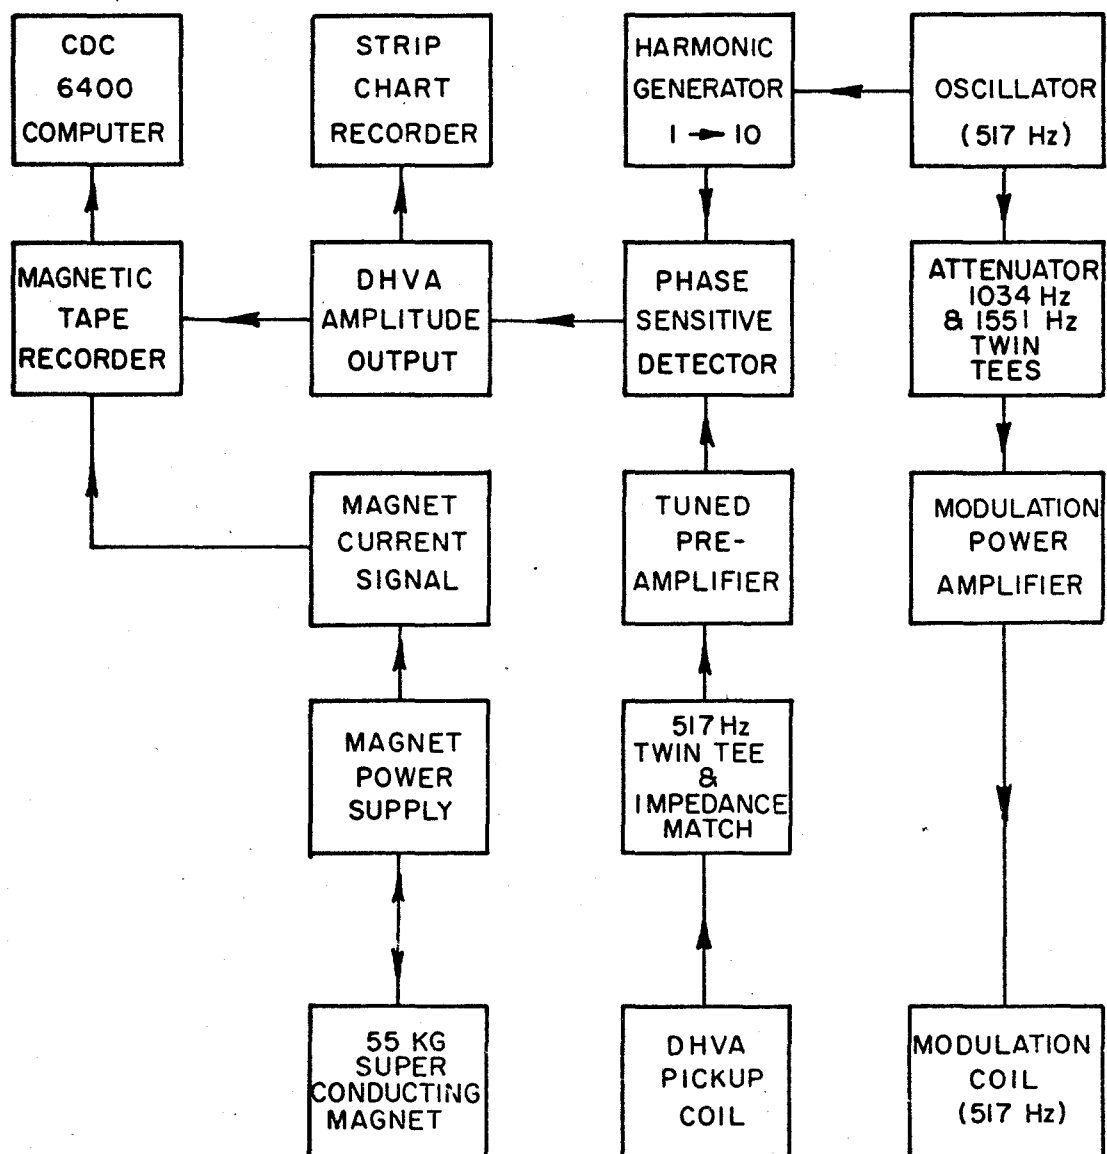 CDC
6400
COMPUTER
STRIP
CHART
RECORDER
HARMONIC
GENERATOR
1 → 10
OSCILLATOR
(517 Hz)
MAGNETIC
TAPE
RECORDER
DHVA
AMPLITUDE
OUTPUT
PHASE
SENSITIVE
DETECTOR
ATTENUATOR
1034 Hz
& 1551 Hz
TWIN
TEES
MAGNET
CURRENT
SIGNAL
TUNED
PRE-
AMPLIFIER
MODULATION
POWER
AMPLIFIER
MAGNET
POWER
SUPPLY
517 Hz
TWIN TEE
&
IMPEDANCE
MATCH
55 KG
SUPER
CONDUCTING
MAGNET
DHVA
PICKUP
COIL
MODULATION
COIL
(517 Hz)